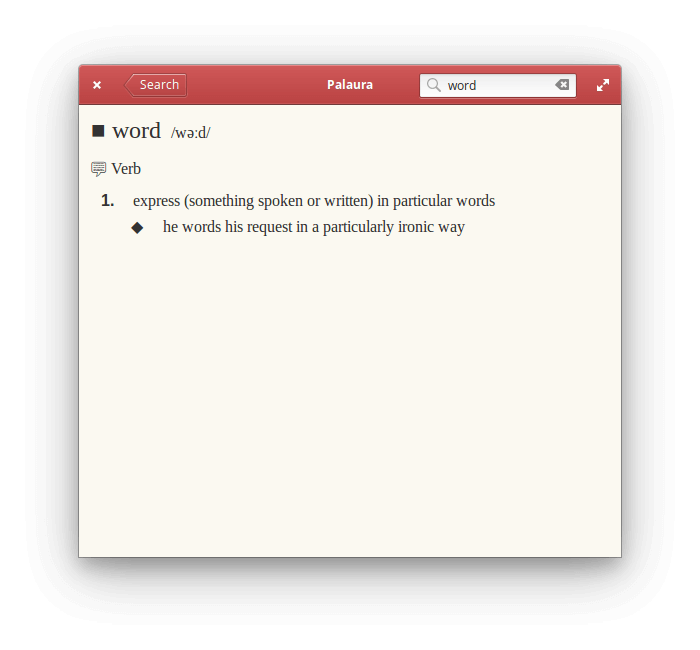 Search Palaura word
word /wə:d/
Verb
1. express (something spoken or written) in particular words
he words his request in a particularly ironic way